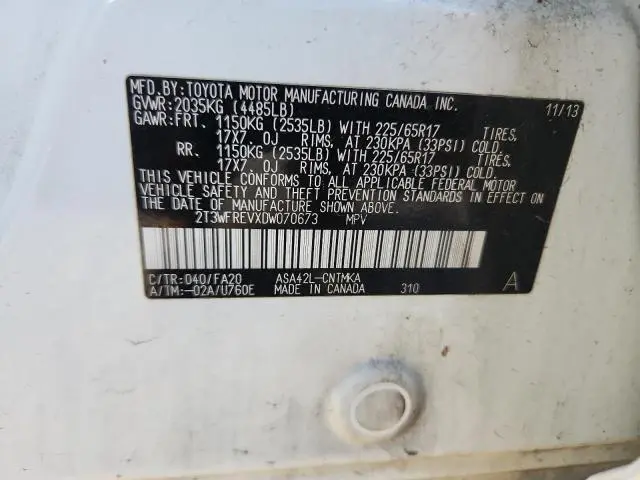 MFD.BY:TOYOTA MOTOR MANUFACTURING CANADA INC.
GVWR:2035KG (4485LB) 11/13
GAWR:FRT. 1150KG (2535LB) WITH 225/65R17 TIRES,
17X7 OJ RIMS, AT 230KPA (33PSI) COLD.
RR. 1150KG (2535LB) WITH 225/65R17 TIRES,
17X7 OJ RIMS, AT 230KPA (33PSI) COLD.
THIS VEHICLE CONFORMS TO ALL APPLICABLE FEDERAL MOTOR
VEHICLE SAFETY AND THEFT PREVENTION STANDARDS IN EFFECT ON
THE DATE OF MANUFACTURE SHOWN ABOVE.
2T3WFREVXDW070673 MPV
C/TR:040/FA20 ASA42L-CNTMKA
A/TM:-02A/U760E MADE IN CANADA 310 A